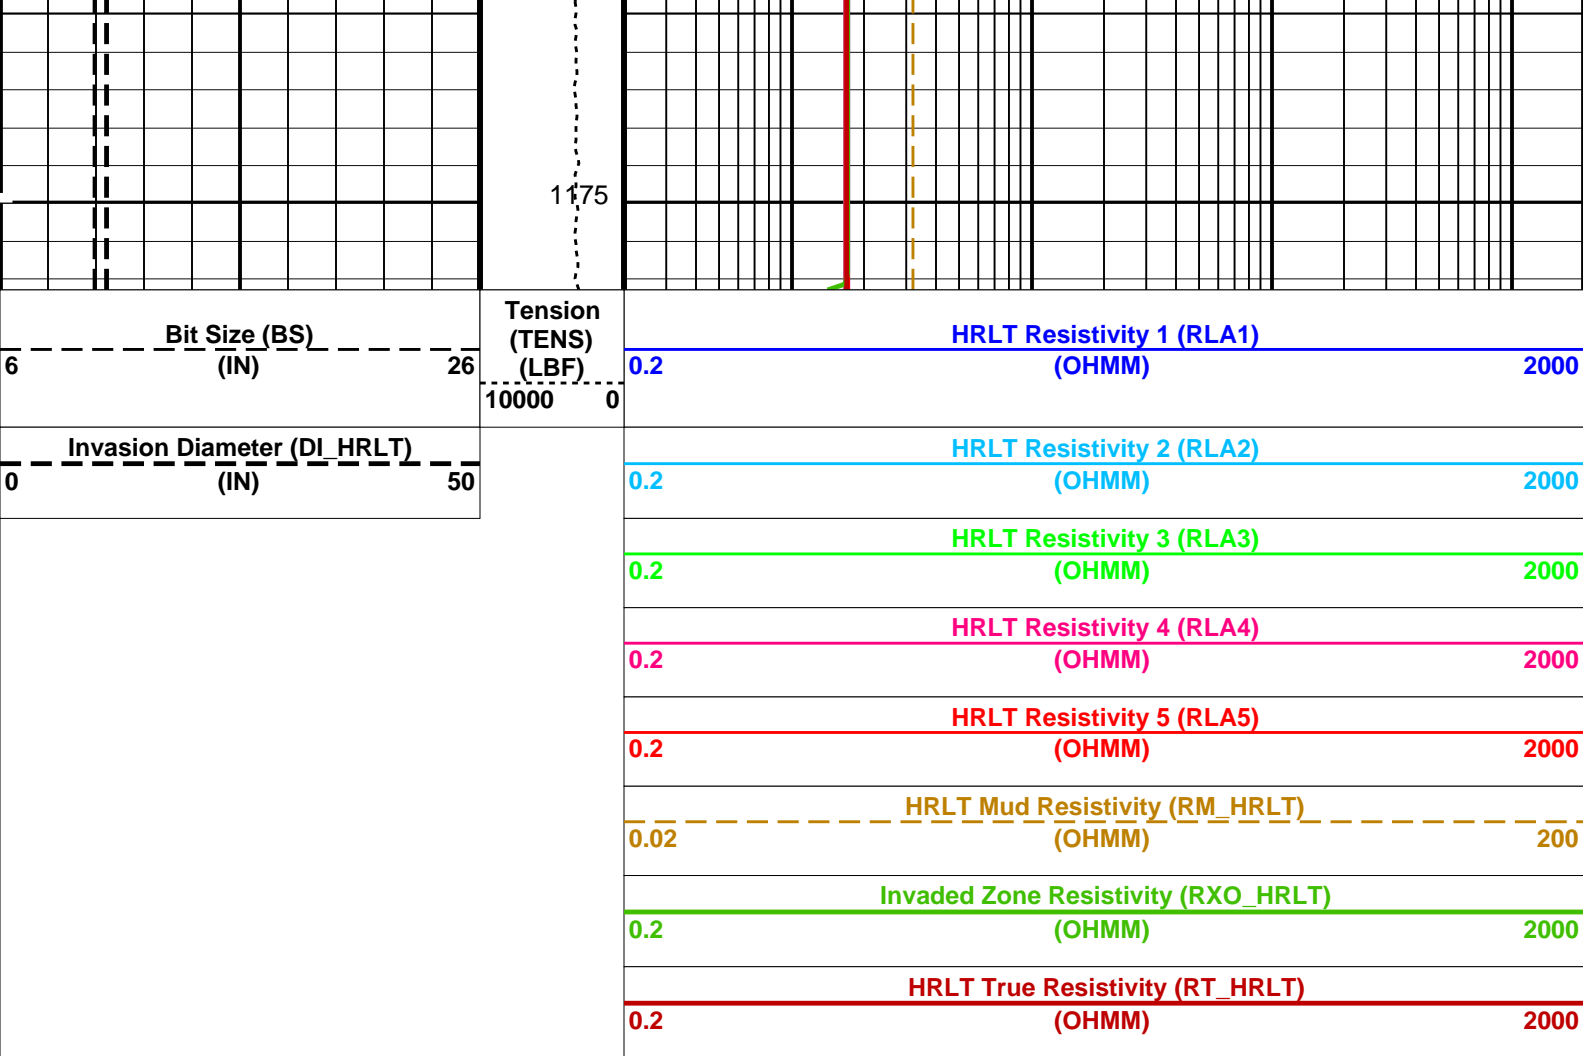 1175
Bit Size (BS)
(IN)
6
26
Tension
(TENS)
(LBF)
10000
0
HRLT Resistivity 1 (RLA1)
(OHMM)
0.2
2000
Invasion Diameter (DI_HRLT)
(IN)
0
50
HRLT Resistivity 2 (RLA2)
(OHMM)
0.2
2000
HRLT Resistivity 3 (RLA3)
(OHMM)
0.2
2000
HRLT Resistivity 4 (RLA4)
(OHMM)
0.2
2000
HRLT Resistivity 5 (RLA5)
(OHMM)
0.2
2000
HRLT Mud Resistivity (RM_HRLT)
(OHMM)
0.02
200
Invaded Zone Resistivity (RXO_HRLT)
(OHMM)
0.2
2000
HRLT True Resistivity (RT_HRLT)
(OHMM)
0.2
2000